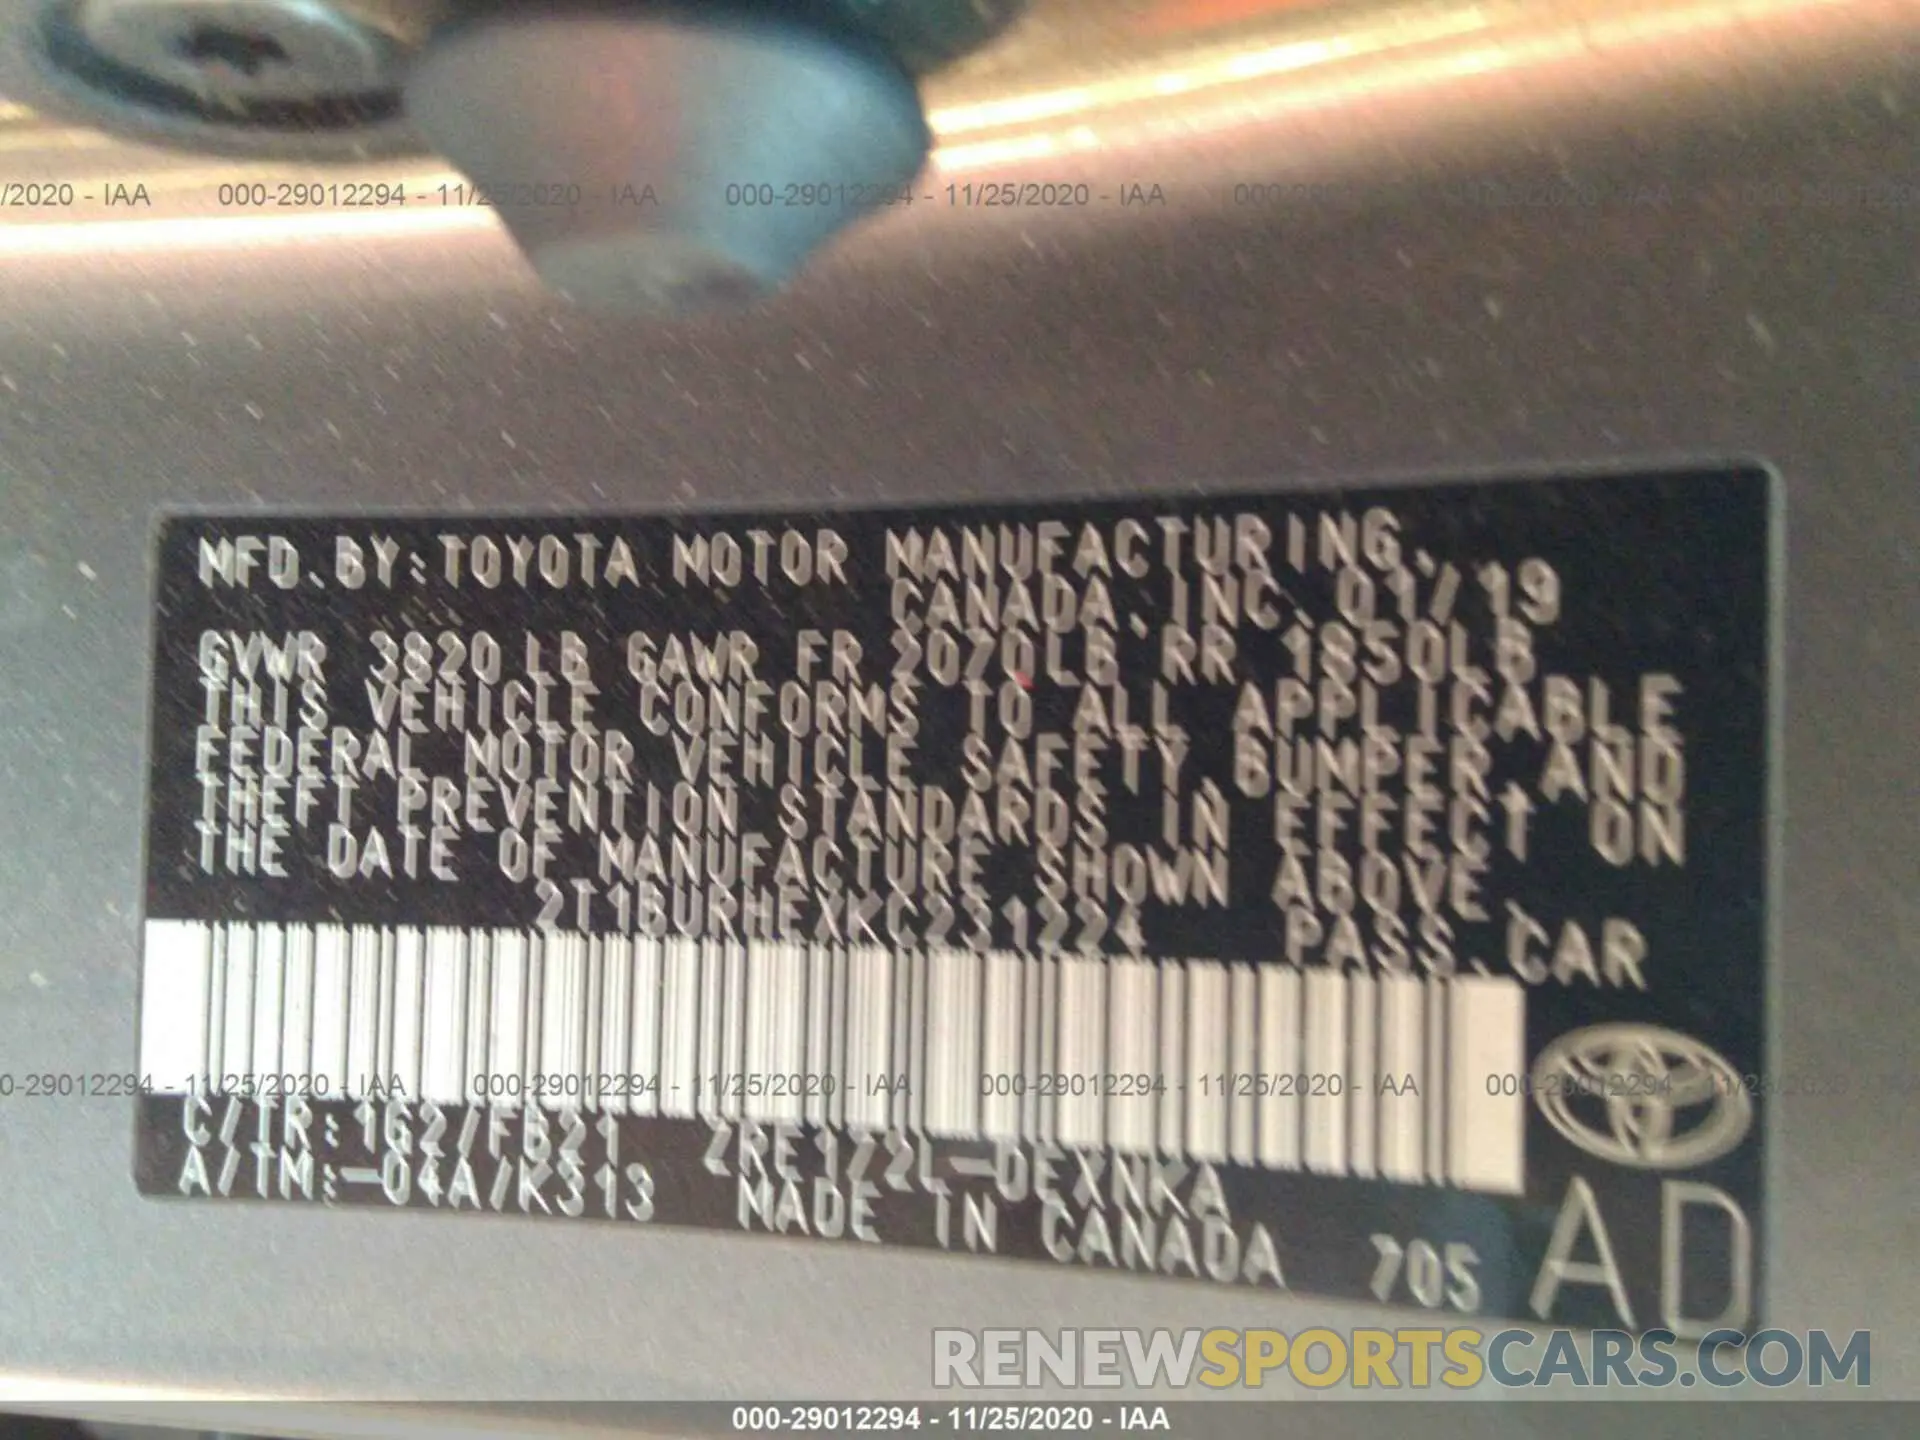 /2020 - IAA 000-29012294 - 11/25/2020 - IAA 000-29012294 - 11/25/2020 - IAA
MFD. BY: TOYOTA MOTOR MANUFACTURING,
CANADA, INC. 01/19
GVWR 3820 LB GAWR FR 2070LB RR 1850LB
THIS VEHICLE CONFORMS TO ALL APPLICABLE
FEDERAL MOTOR VEHICLE SAFETY,BUMPER,AND
THEFT PREVENTION STANDARDS IN EFFECT ON
THE DATE OF MANUFACTURE SHOWN ABOVE.
2T1BURHEXKC231224 PASS.CAR
0-29012294 - 11/25/2020 - IAA 000-29012294 - 11/25/2020 - IAA 000-29012294 - 11/25/2020 - IAA 000-29012294 - 11/25/2020
C/TR:1G2/FB21 ZRE172L-DEXNKA
A/TM:-04A/K313 MADE IN CANADA 705 AD
RENEWSPORTSCARS.COM
000-29012294 - 11/25/2020 - IAA